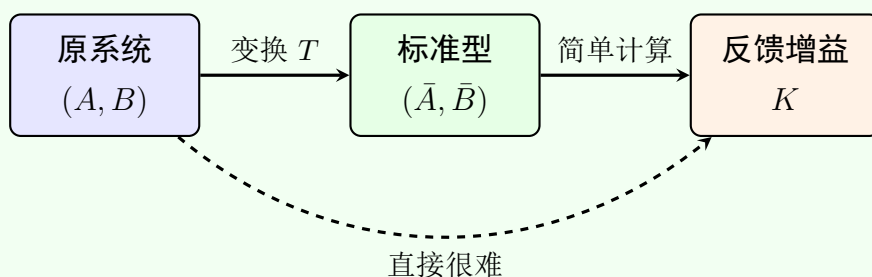 原系统
(A, B)
变换 T
标准型
(Ā, B̄)
简单计算
反馈增益
K
直接很难